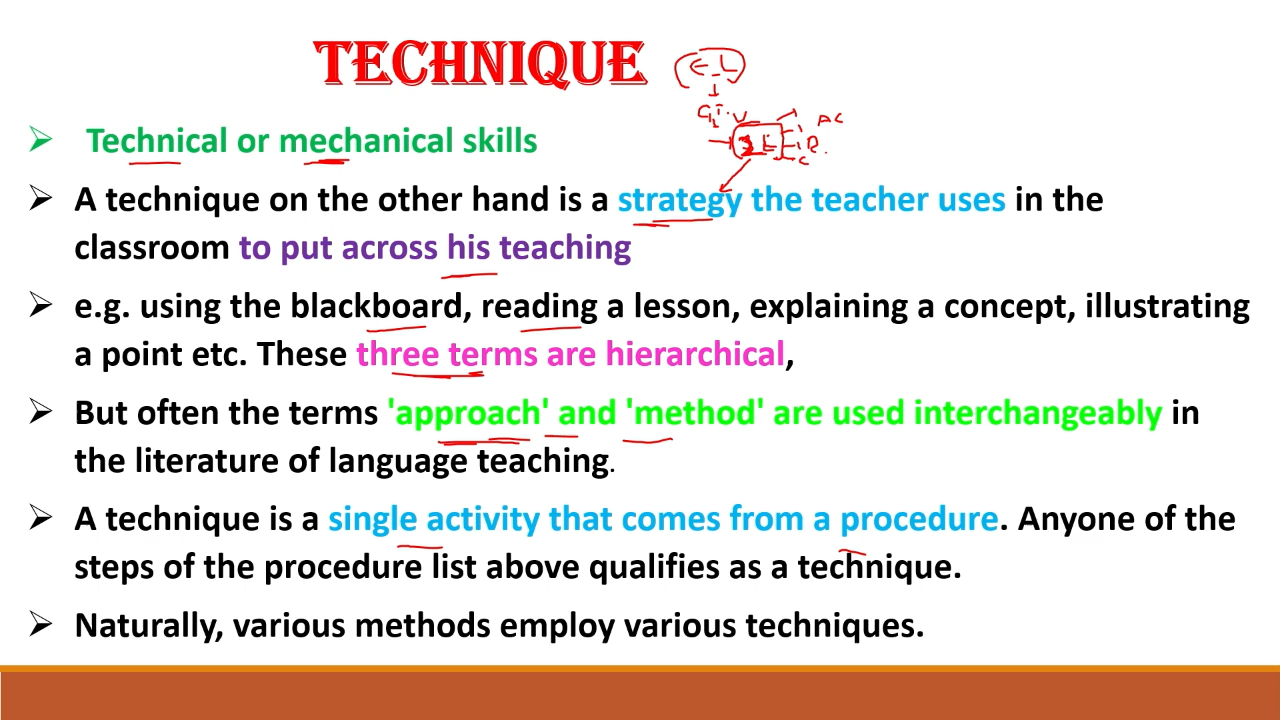 TECHNIQUE
Technical or mechanical skills
A technique on the other hand is a strategy the teacher uses in the
classroom to put across his teaching
e.g. using the blackboard, reading a lesson, explaining a concept, illustrating
a point etc. These three terms are hierarchical,
But often the terms 'approach' and 'method' are used interchangeably in
the literature of language teaching.
A technique is a single activity that comes from a procedure. Anyone of the
steps of the procedure list above qualifies as a technique.
Naturally, various methods employ various techniques.